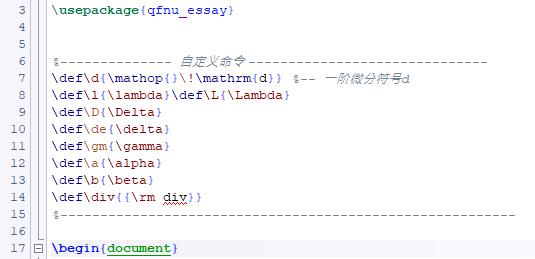 3 \usepackage{qfnu_essay}
4
5
6 %-------------- 自定义命令------------------------------
7 \def\d{\mathop{}\!\mathrm{d}} %-- 一阶微分符号d
8 \def\l{\lambda}\def\L{\Lambda}
9 \def\D{\Delta}
10 \def\de{\delta}
11 \def\gm{\gamma}
12 \def\a{\alpha}
13 \def\b{\beta}
14 \def\div{{\rm div}}
15 %---------------------------------------------------------
16
17 \begin{document}